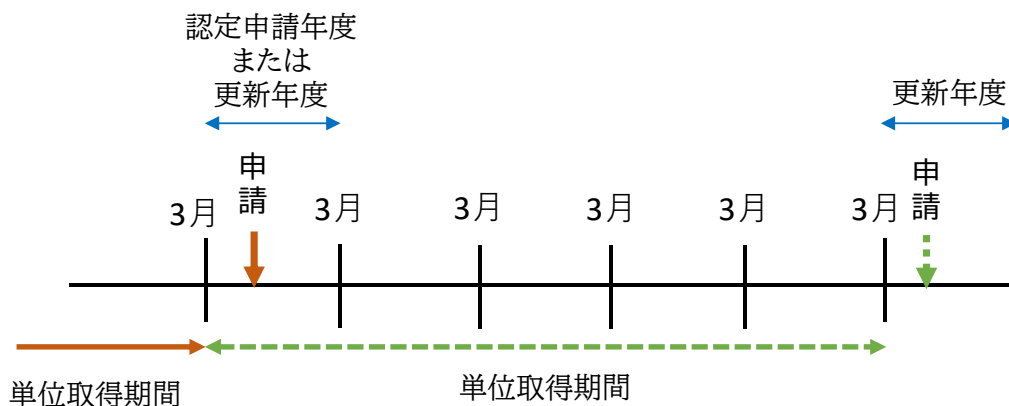 認定申請年度
または
更新年度
更新年度
申請
申請
3月
3月
3月
3月
3月
3月
単位取得期間
単位取得期間